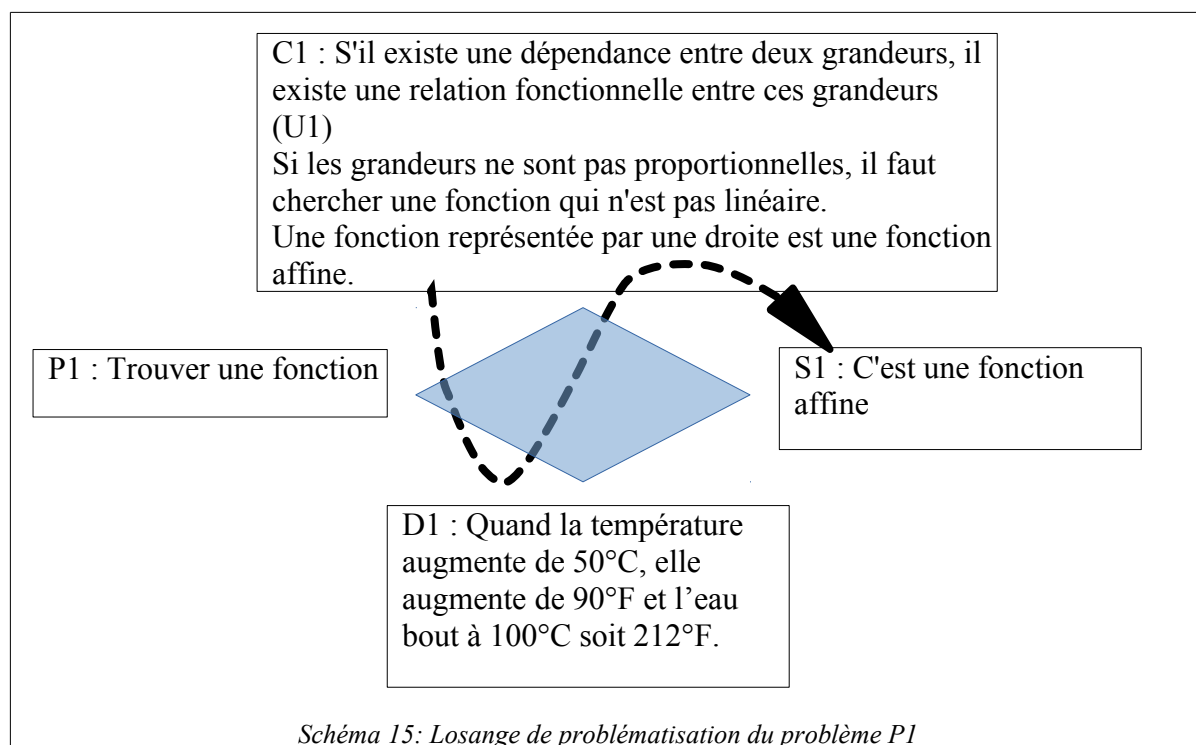 C1 : S'il existe une dépendance entre deux grandeurs, il
existe une relation fonctionnelle entre ces grandeurs
(U1)
Si les grandeurs ne sont pas proportionnelles, il faut
chercher une fonction qui n'est pas linéaire.
Une fonction représentée par une droite est une fonction
affine.
P1 : Trouver une fonction
S1 : C'est une fonction
affine
D1 : Quand la température
augmente de 50°C, elle
augmente de 90°F et l’eau
bout à 100°C soit 212°F.
Schéma 15: Losange de problématisation du problème P1